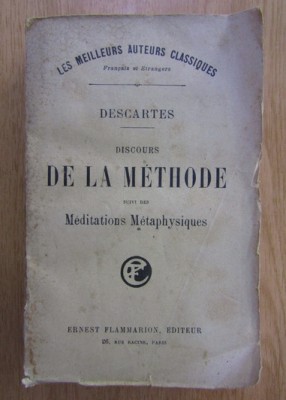 LES MEILLEURS AUTEURS CLASSIQUES
Français et Étrangers
DESCARTES
DISCOURS
DE LA MÉTHODE
SUIVI DES
Méditations Métaphysiques
ERNEST FLAMMARION, EDITEUR
26, RUE RACINE, PARIS